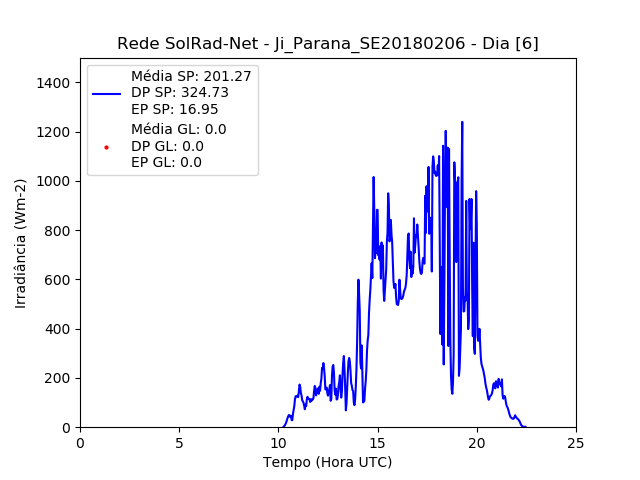 Rede SolRad-Net - Ji_Parana_SE20180206 - Dia [6]
Média SP: 201.27
DP SP: 324.73
EP SP: 16.95
Média GL: 0.0
DP GL: 0.0
EP GL: 0.0
1400
1200
1000
800
600
400
200
0
Irradiância (Wm-2)
0 5 10 15 20 25
Tempo (Hora UTC)